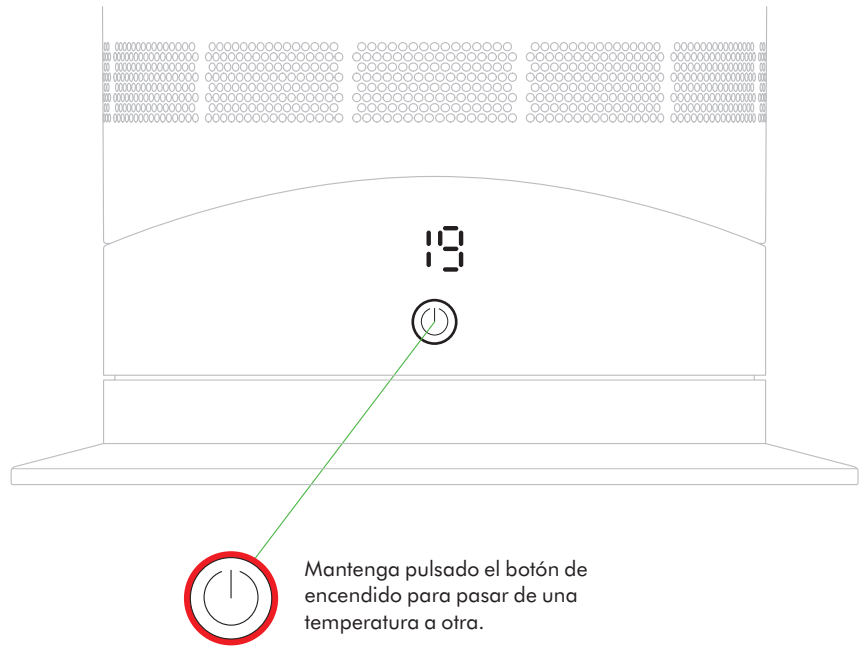 19
Mantenga pulsado el botón de
encendido para pasar de una
temperatura a otra.